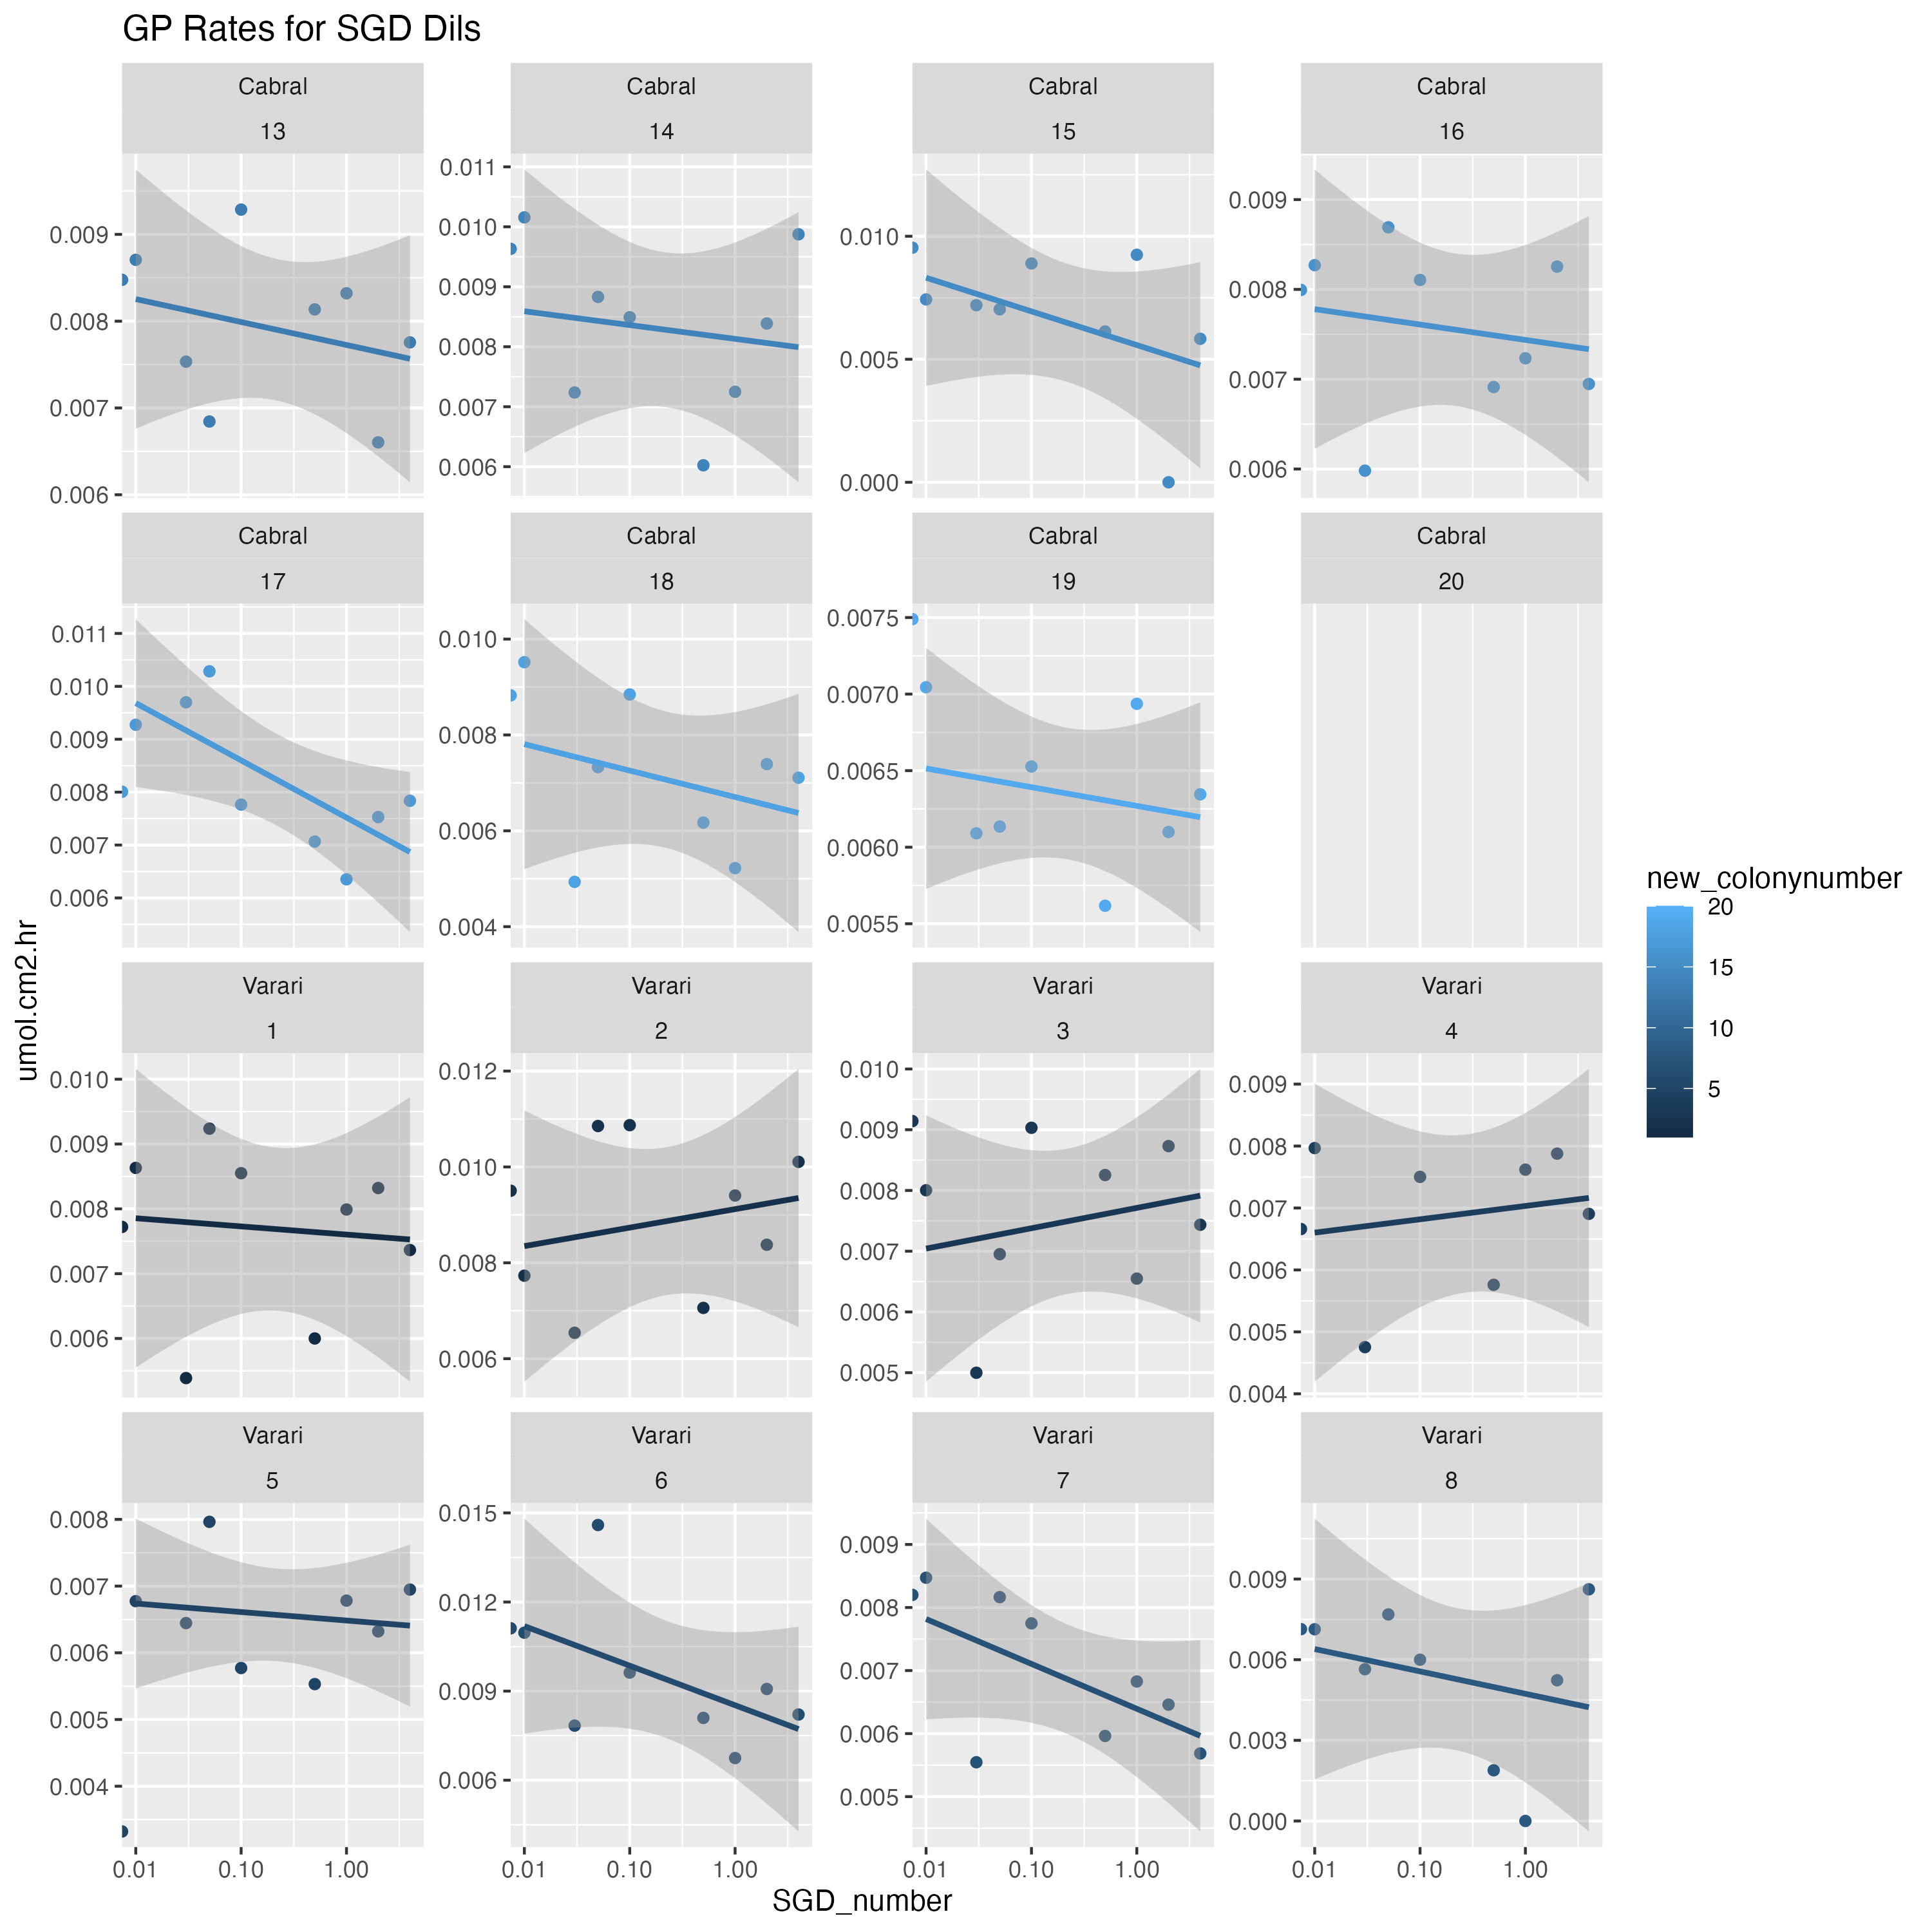 GP Rates for SGD Dils
Cabral Cabral Cabral Cabral
13 14 15 16
0.009 0.008 0.007 0.006
0.011 0.010 0.009 0.008 0.007 0.006
0.010 0.005 0.000
0.009 0.008 0.007 0.006
Cabral Cabral Cabral Cabral
17 18 19 20
0.011 0.010 0.009 0.008 0.007 0.006
0.010 0.008 0.006 0.004
0.0075 0.0070 0.0065 0.0060 0.0055
Varari Varari Varari Varari
1 2 3 4
0.010 0.009 0.008 0.007 0.006
0.012 0.010 0.008 0.006
0.010 0.009 0.008 0.007 0.006 0.005
0.009 0.008 0.007 0.006 0.005 0.004
Varari Varari Varari Varari
5 6 7 8
0.008 0.007 0.006 0.005 0.004
0.015 0.012 0.009 0.006
0.009 0.008 0.007 0.006 0.005
0.009 0.006 0.003 0.000
0.01 0.10 1.00 0.01 0.10 1.00 0.01 0.10 1.00 0.01 0.10 1.00
SGD_number
umol.cm2.hr
new_colonynumber
20
15
10
5